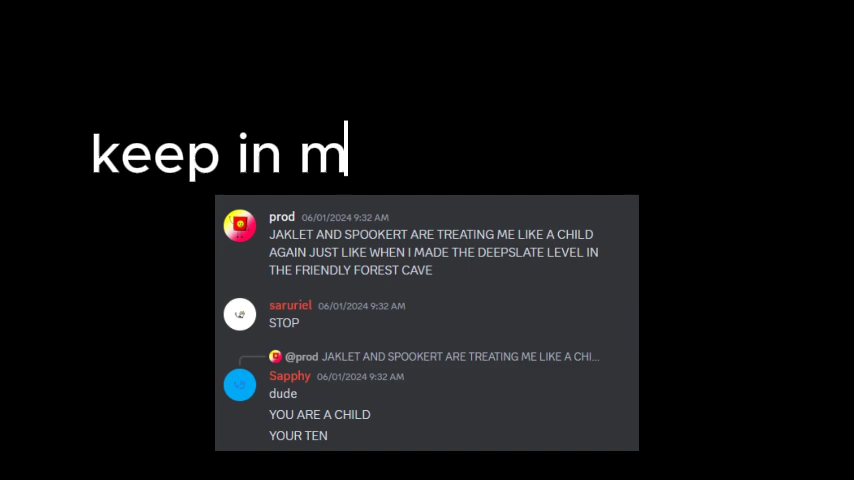 keep in m
prod 06/01/2024 9:32 AM
JAKLET AND SPOOKERT ARE TREATING ME LIKE A CHILD
AGAIN JUST LIKE WHEN I MADE THE DEEPSLATE LEVEL IN
THE FRIENDLY FOREST CAVE
saruriel 06/01/2024 9:32 AM
STOP
@prod JAKLET AND SPOOKERT ARE TREATING ME LIKE A CHI...
Sapphy 06/01/2024 9:32 AM
dude
YOU ARE A CHILD
YOUR TEN